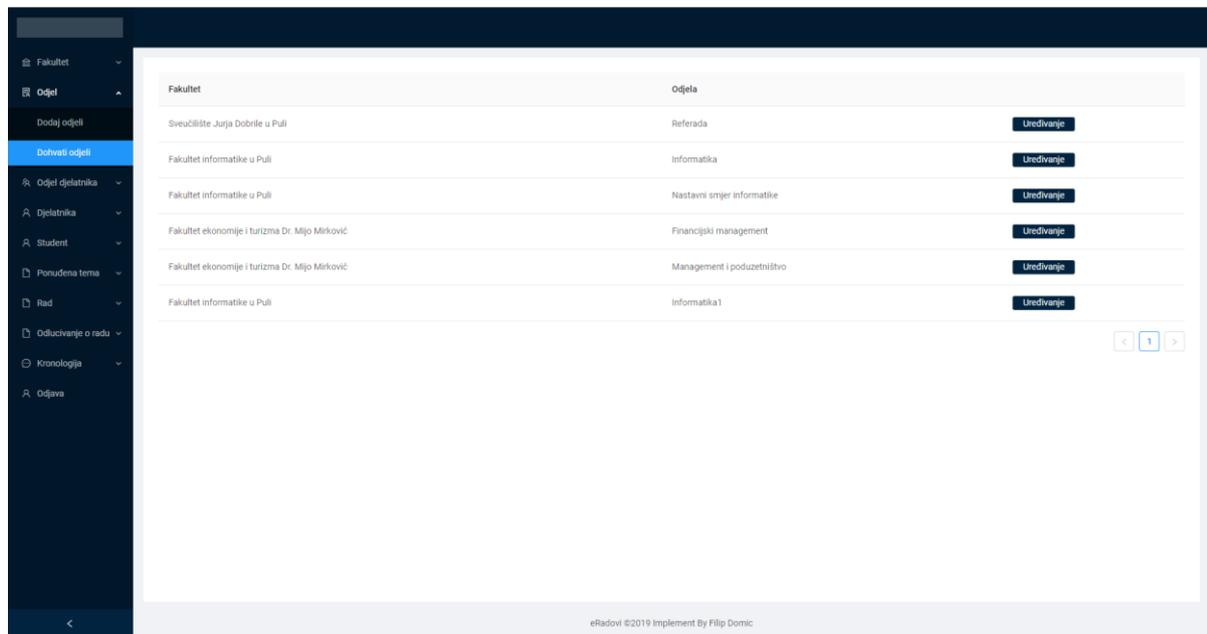 Fakultet
Odjel
Dodaj odjeli
Dohvati odjeli
Odjel djelatnika
Djelatnika
Student
Ponuđena tema
Rad
Odlucivanje o radu
Kronologija
Odjava
Fakultet Odjela
Sveučilište Jurja Dobrile u Puli Referada Uređivanje
Fakultet informatike u Puli Informatika Uređivanje
Fakultet informatike u Puli Nastavni smjer informatike Uređivanje
Fakultet ekonomije i turizma Dr. Mijo Mirković Financijski management Uređivanje
Fakultet ekonomije i turizma Dr. Mijo Mirković Management i poduzetništvo Uređivanje
Fakultet informatike u Puli Informatika1 Uređivanje
< 1 >
eRadovi ©2019 Implement By Filip Domic